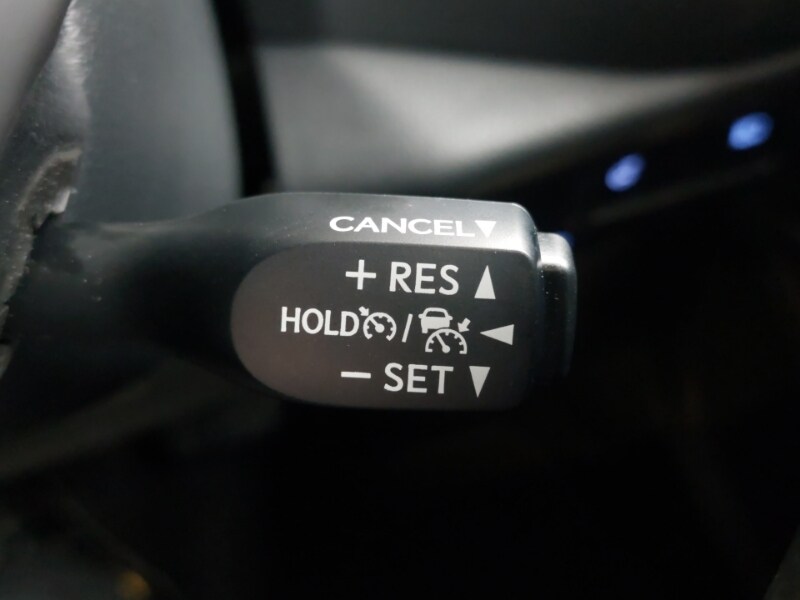 CANCEL▼
+ RES ▲
HOLD / ◄
− SET ▼